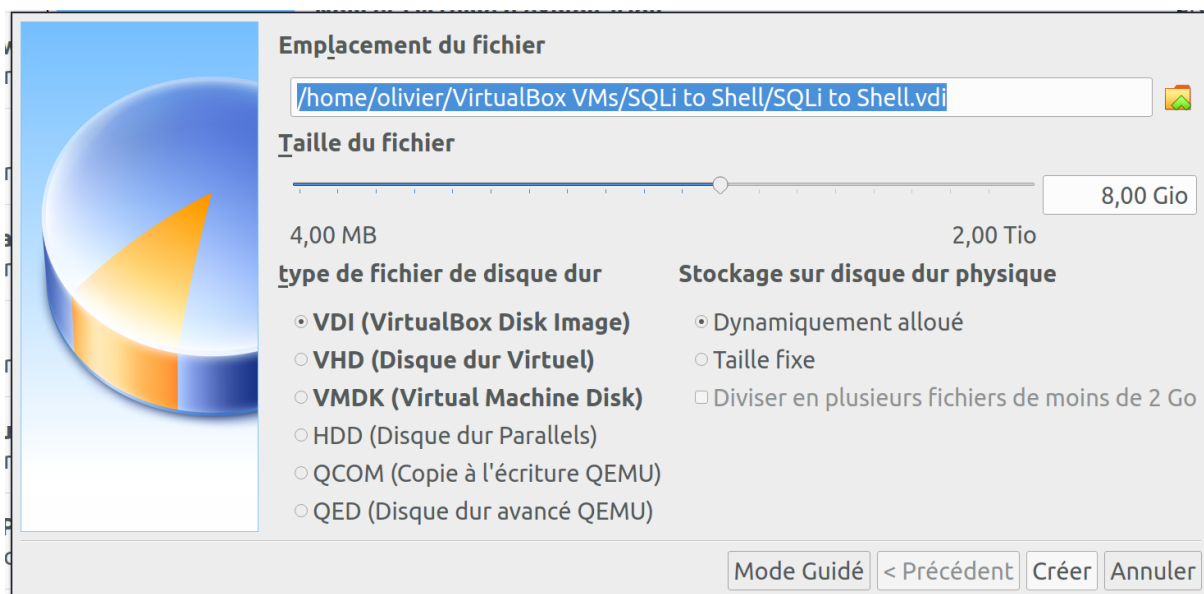 Emplacement du fichier
/home/olivier/VirtualBox VMs/SQLi to Shell/SQLi to Shell.vdi
Taille du fichier
8,00 Gio
4,00 MB 2,00 Tio
type de fichier de disque dur
VDI (VirtualBox Disk Image)
VHD (Disque dur Virtuel)
VMDK (Virtual Machine Disk)
HDD (Disque dur Parallels)
QCOM (Copie à l'écriture QEMU)
QED (Disque dur avancé QEMU)
Stockage sur disque dur physique
Dynamiquement alloué
Taille fixe
Diviser en plusieurs fichiers de moins de 2 Go
Mode Guidé < Précédent Créer Annuler